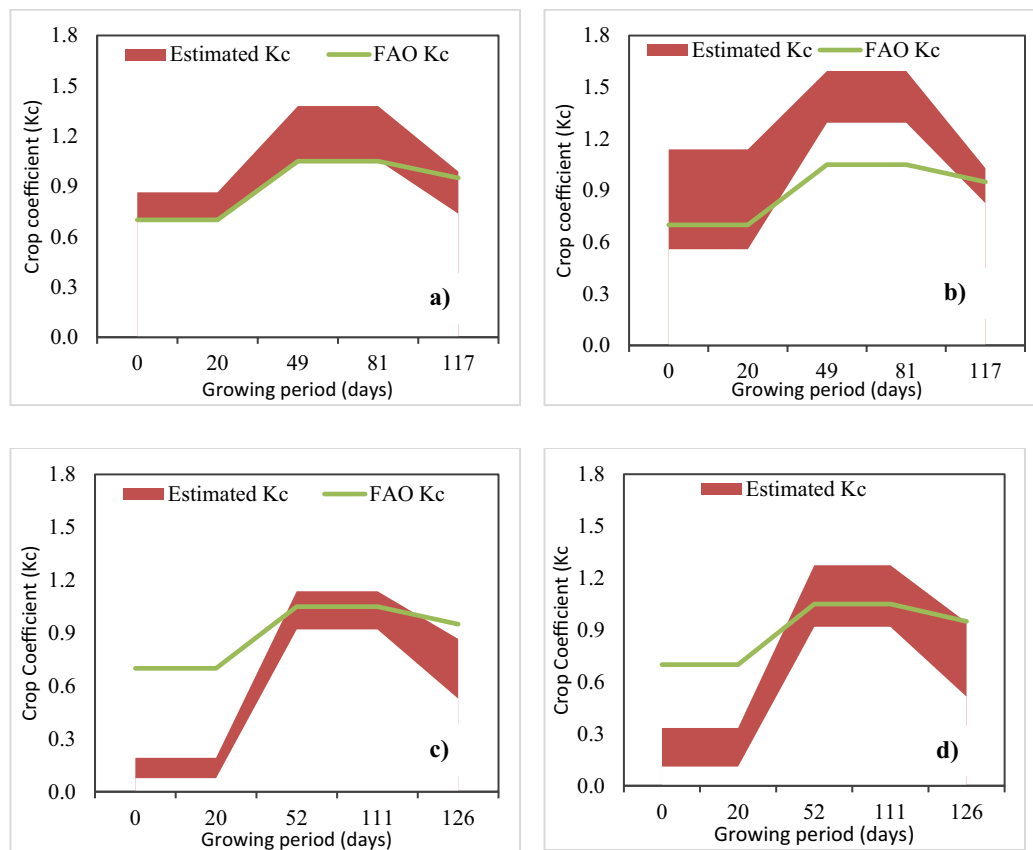 1.8
1.5
1.2
0.9
0.6
0.3
0.0
Crop coefficient (Kc)
Estimated Kc FAO Kc
a)
0 20 49 81 117
Growing period (days)
1.8
1.5
1.2
0.9
0.6
0.3
0.0
Crop coefficient (Kc
Estimated Kc FAO Kc
b)
0 20 49 81 117
Growing period (days)
1.8
1.5
1.2
0.9
0.6
0.3
0.0
Crop Coefficient (Kc
Estimated Kc FAO Kc
c)
0 20 52 111 126
Growing period (days)
1.8
1.5
1.2
0.9
0.6
0.3
0.0
Crop Coefficient (Kc
Estimated Kc
d)
0 20 52 111 126
Growing period (days)